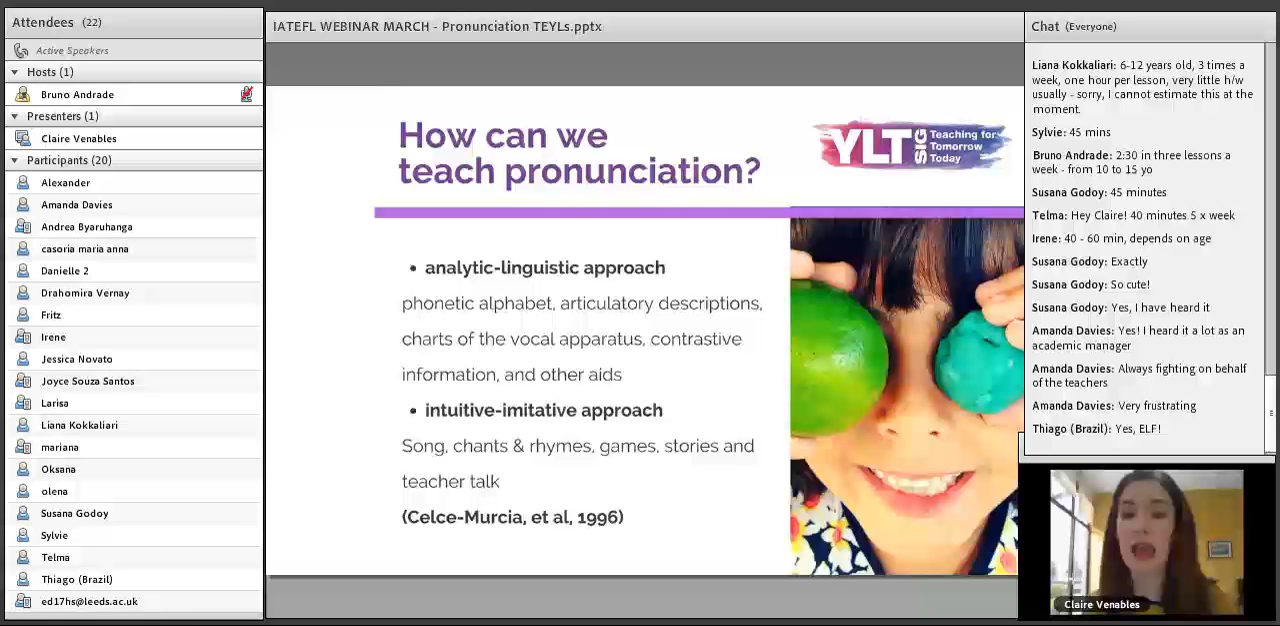 Attendees (22)
Active Speakers
Hosts (1)
Bruno Andrade
Presenters (1)
Claire Venables
Participants (20)
Alexander
Amanda Davies
Andrea Byaruhanga
casoria maria anna
Danielle 2
Drahomira Vernay
Fritz
Irene
Jessica Novato
Joyce Souza Santos
Larisa
Liana Kokkaliari
mariana
Oksana
olena
Susana Godoy
Sylvie
Telma
Thiago (Brazil)
ed17hs@leeds.ac.uk
IATEFL WEBINAR MARCH - Pronunciation TEYLs.pptx
How can we
teach pronunciation?
YLT SIG
Teaching for
Tomorrow
Today
• analytic-linguistic approach
phonetic alphabet, articulatory descriptions,
charts of the vocal apparatus, contrastive
information, and other aids
• intuitive-imitative approach
Song, chants & rhymes, games, stories and
teacher talk
(Celce-Murcia, et al, 1996)
Chat (Everyone)
Liana Kokkaliari: 6-12 years old, 3 times a
week, one hour per lesson, very little h/w
usually - sorry, I cannot estimate this at the
moment.
Sylvie: 45 mins
Bruno Andrade: 2:30 in three lessons a
week - from 10 to 15 yo
Susana Godoy: 45 minutes
Telma: Hey Claire! 40 minutes 5 x week
Irene: 40 - 60 min, depends on age
Susana Godoy: Exactly
Susana Godoy: So cute!
Susana Godoy: Yes, I have heard it
Amanda Davies: Yes! I heard it a lot as an
academic manager
Amanda Davies: Always fighting on behalf
of the teachers
Amanda Davies: Very frustrating
Thiago (Brazil): Yes, ELF!
Claire Venables